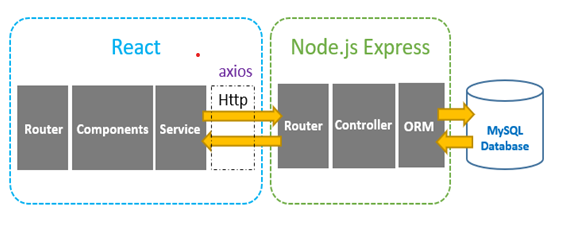 React
Node.js Express
axios
Http
Router
Components
Service
Router
Controller
ORM
MySQL
Database